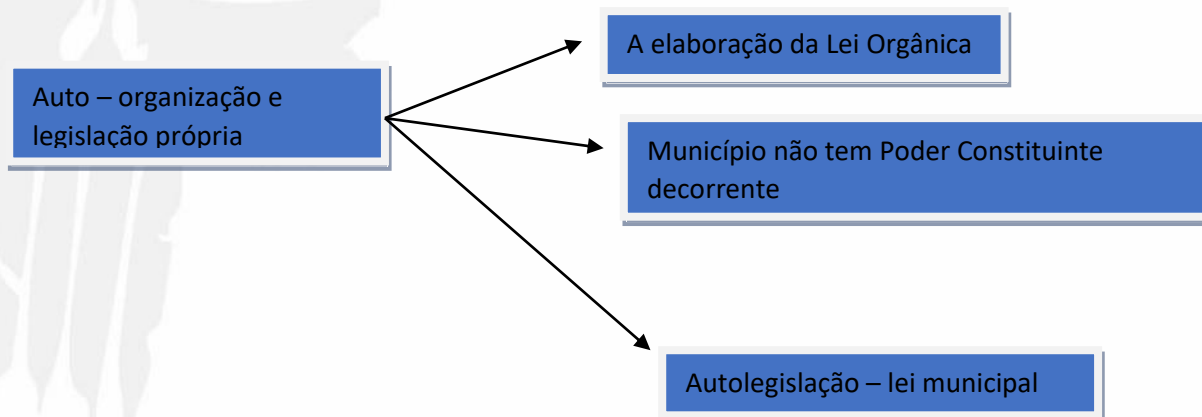 A elaboração da Lei Orgânica
Auto – organização e
legislação própria
Município não tem Poder Constituinte
decorrente
Autolegislação – lei municipal